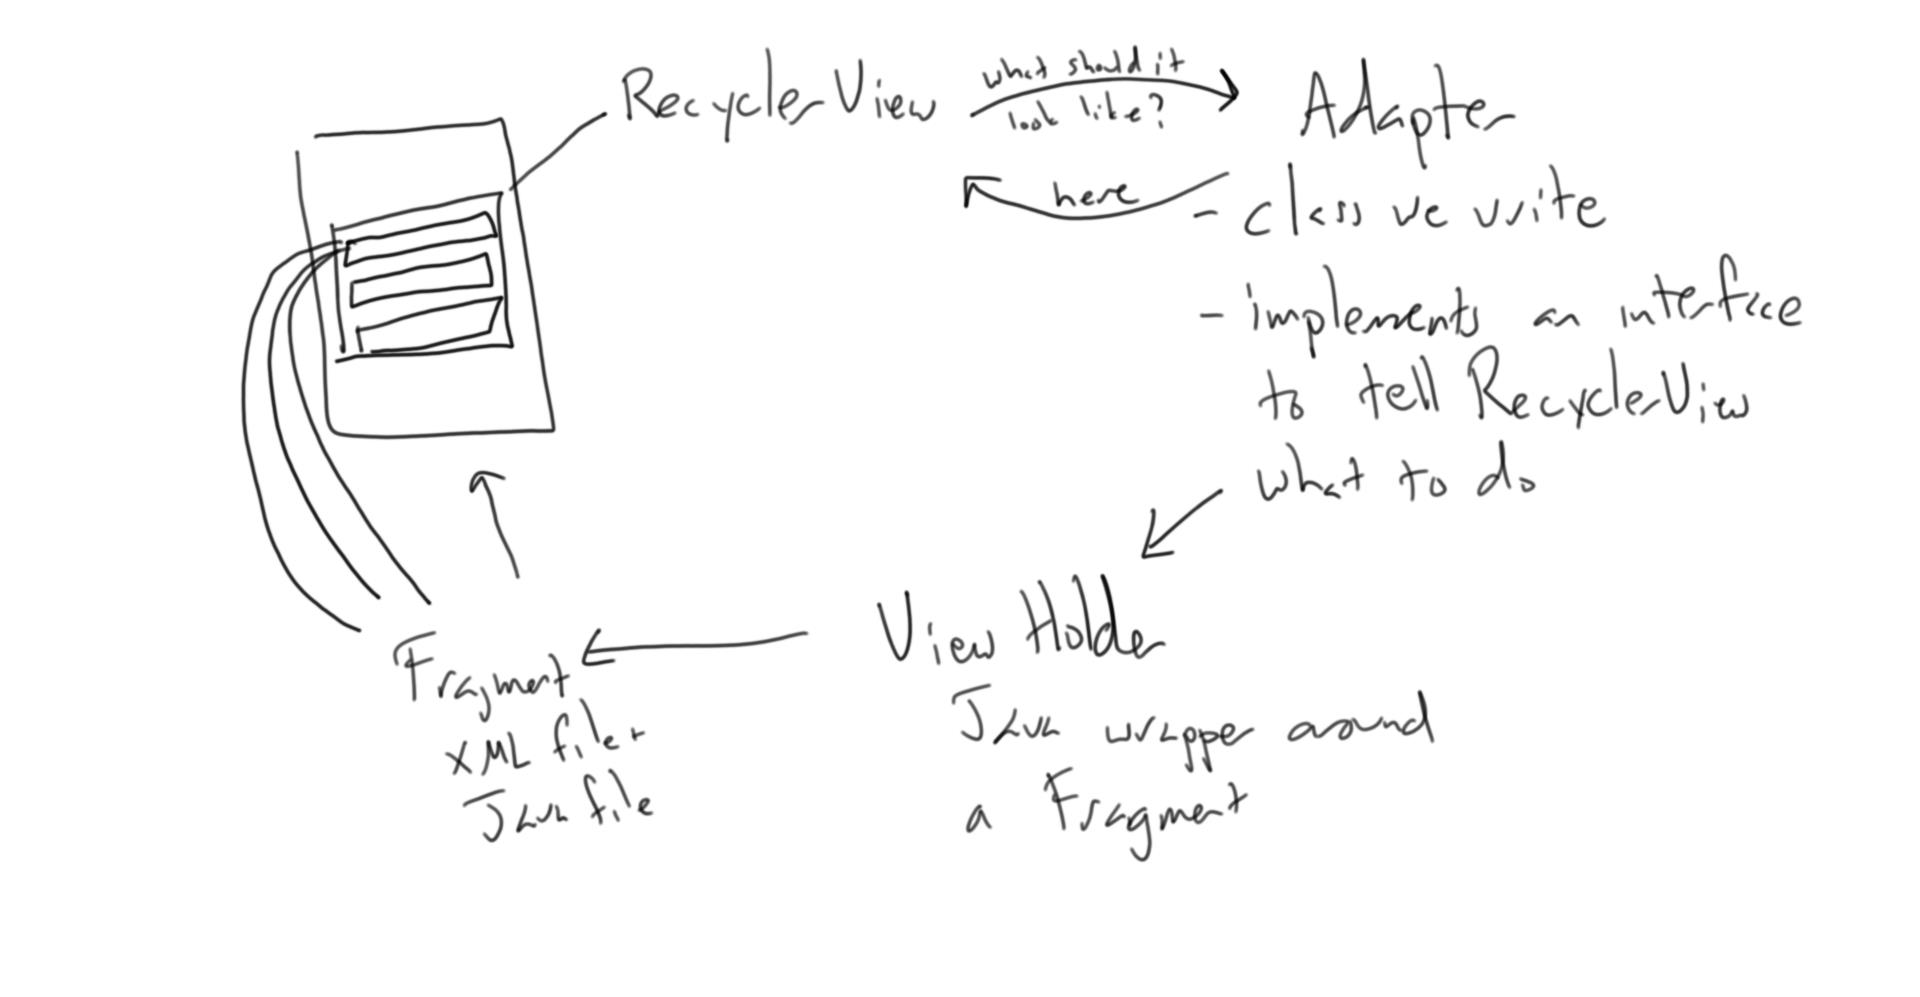 RecyclerView
what should it
look like?
here
Adapter
- class we write
- implements an interface
to tell RecyclerView
what to do
View Holder
Java wrapper around
a Fragment
Fragment
XML file +
Java file